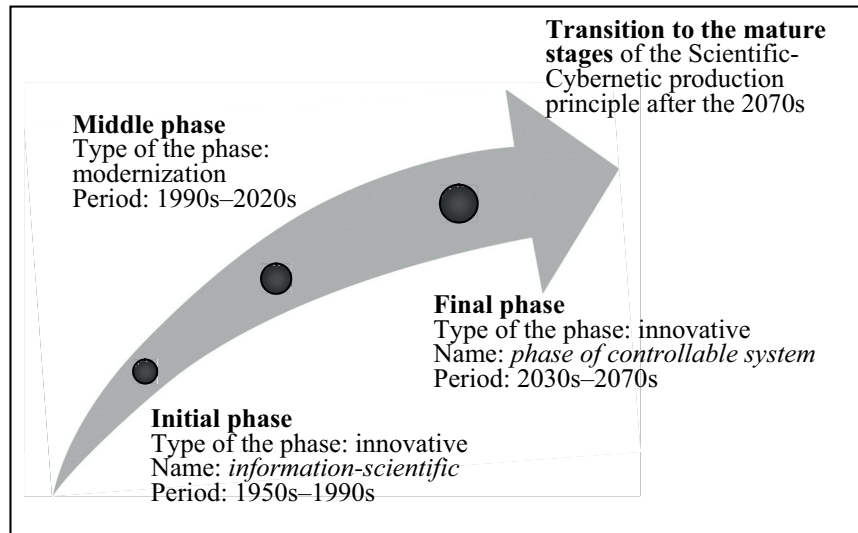 Transition to the mature
stages of the Scientific-
Cybernetic production
principle after the 2070s
Middle phase
Type of the phase:
modernization
Period: 1990s–2020s
Final phase
Type of the phase: innovative
Name: phase of controllable system
Period: 2030s–2070s
Initial phase
Type of the phase: innovative
Name: information-scientific
Period: 1950s–1990s